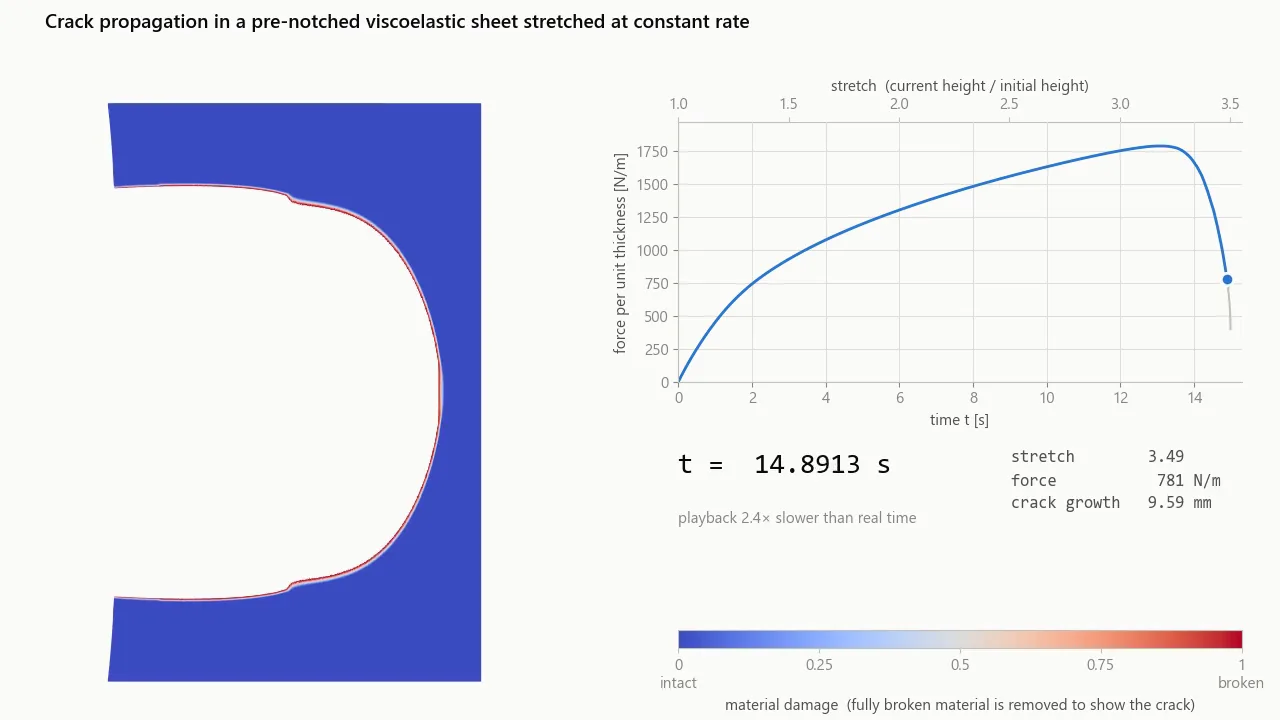 Crack propagation in a pre-notched viscoelastic sheet stretched at constant rate
stretch  (current height / initial height)
1.0 1.5 2.0 2.5 3.0 3.5
force per unit thickness [N/m]
1750
1500
1250
1000
750
500
250
0
0 2 4 6 8 10 12 14
time t [s]
t =  14.8913 s
playback 2.4× slower than real time
stretch 3.49
force 781 N/m
crack growth 9.59 mm
0 0.25 0.5 0.75 1
intact broken
material damage  (fully broken material is removed to show the crack)